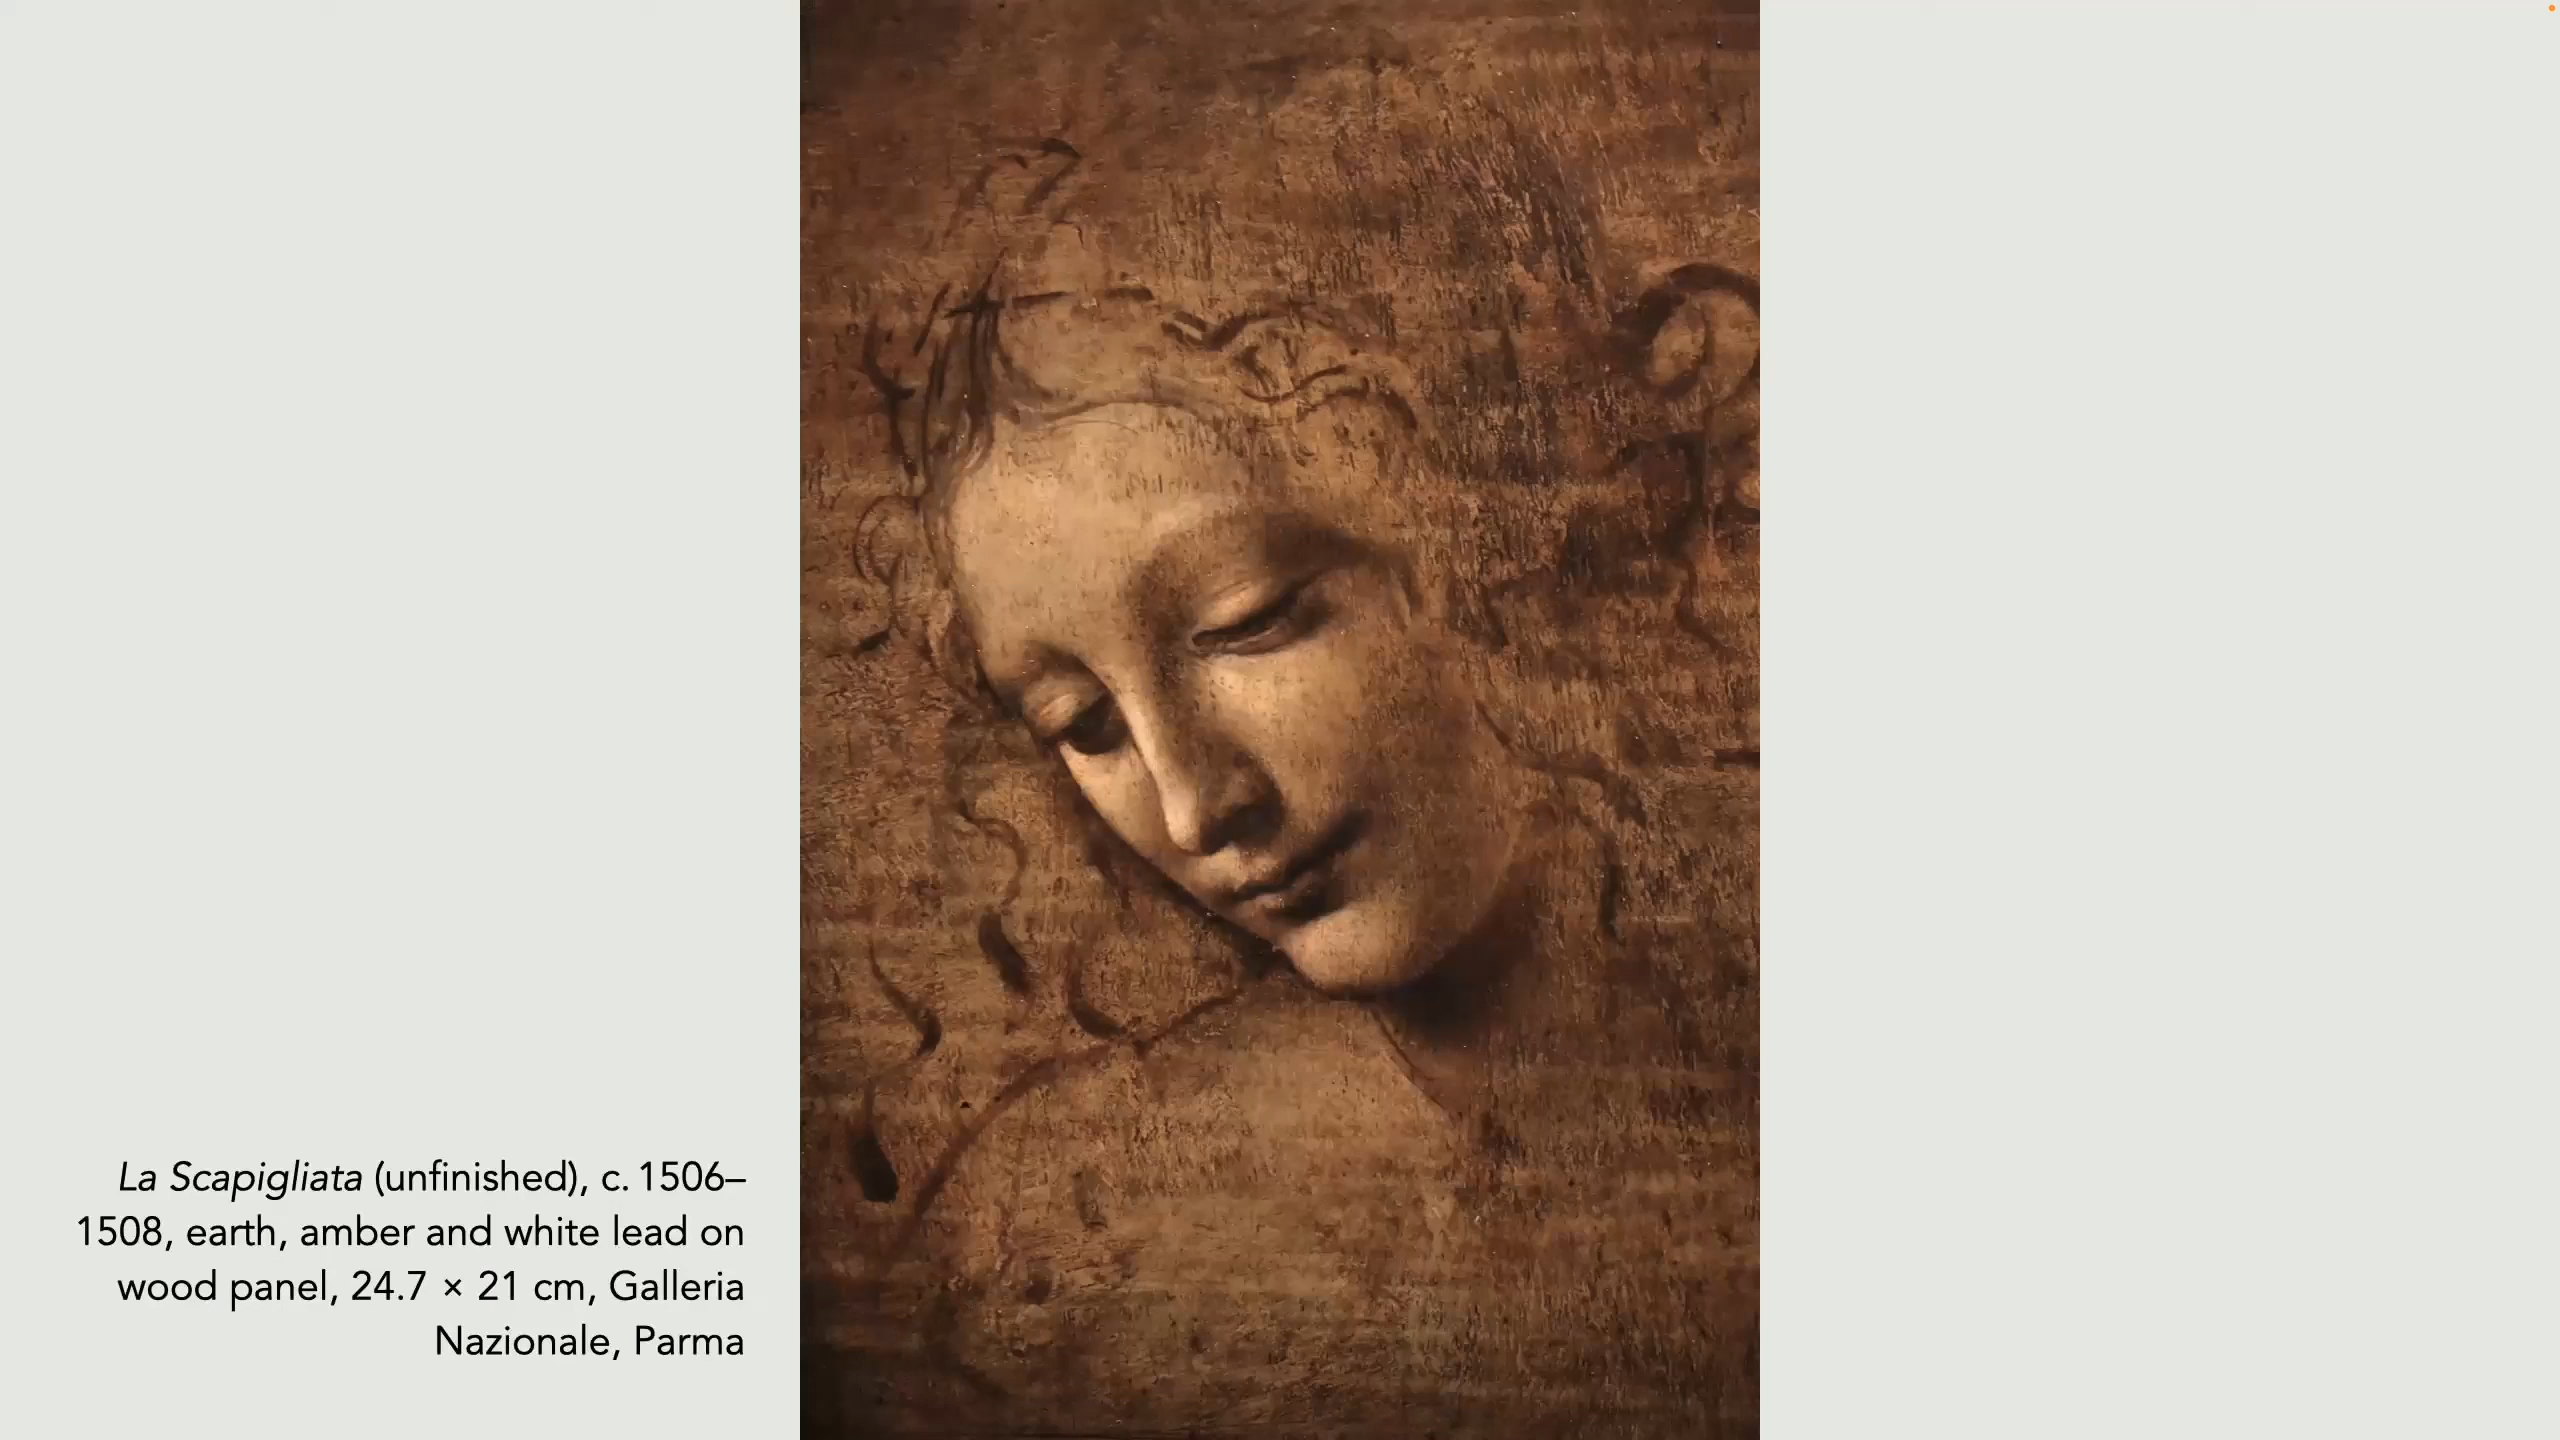 La Scapigliata (unfinished), c. 1506–
1508, earth, amber and white lead on
wood panel, 24.7 × 21 cm, Galleria
Nazionale, Parma